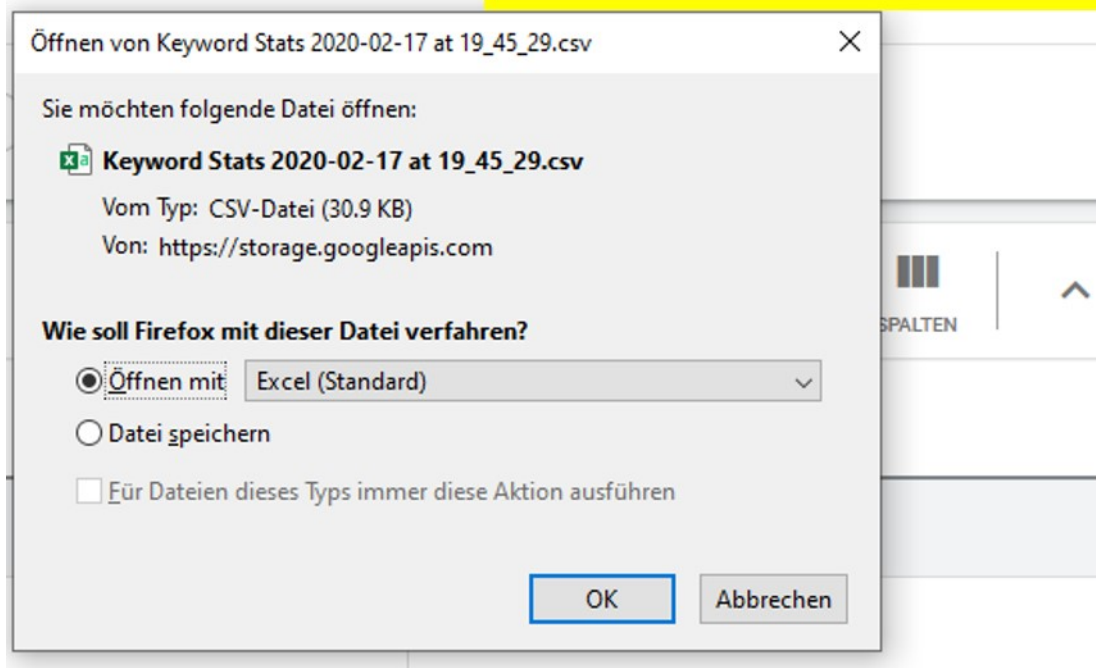 Öffnen von Keyword Stats 2020-02-17 at 19_45_29.csv
Sie möchten folgende Datei öffnen:
Keyword Stats 2020-02-17 at 19_45_29.csv
Vom Typ: CSV-Datei (30.9 KB)
Von: https://storage.googleapis.com
SPALTEN
Wie soll Firefox mit dieser Datei verfahren?
Öffnen mit Excel (Standard)
Datei speichern
Für Dateien dieses Typs immer diese Aktion ausführen
OK Abbrechen